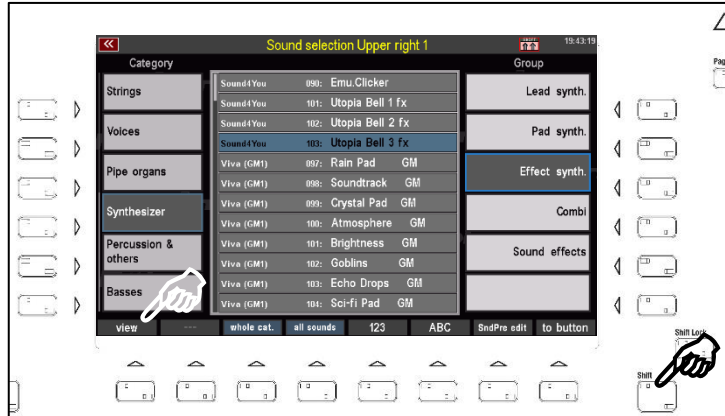 Sound selection Upper right 1
SHIFT
19:43:19
Category
Group
Strings
Voices
Pipe organs
Synthesizer
Percussion &
others
Basses
Sound4You 090: Emu.Clicker
Sound4You 101: Utopia Bell 1 fx
Sound4You 102: Utopia Bell 2 fx
Sound4You 103: Utopia Bell 3 fx
Viva (GM1) 097: Rain Pad GM
Viva (GM1) 098: Soundtrack GM
Viva (GM1) 099: Crystal Pad GM
Viva (GM1) 100: Atmosphere GM
Viva (GM1) 101: Brightness GM
Viva (GM1) 102: Goblins GM
Viva (GM1) 103: Echo Drops GM
Viva (GM1) 104: Sci-fi Pad GM
Lead synth.
Pad synth.
Effect synth.
Combi
Sound effects
view --- whole cat. all sounds 123 ABC SndPre edit to button
Pag
Shift Lock
Shift